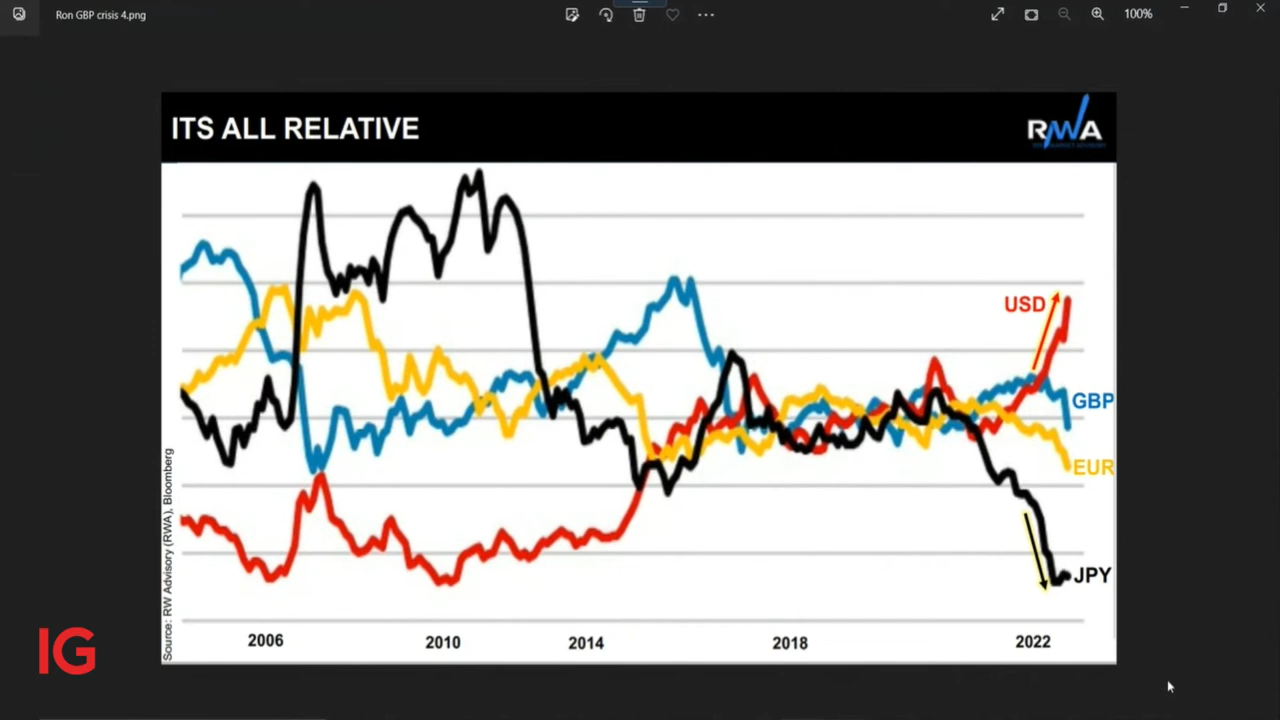 Ron GBP crisis 4.png
100%
ITS ALL RELATIVE
RWA
USD
GBP
EUR
JPY
Source: RW Advisory (RWA), Bloomberg
2006 2010 2014 2018 2022
IG